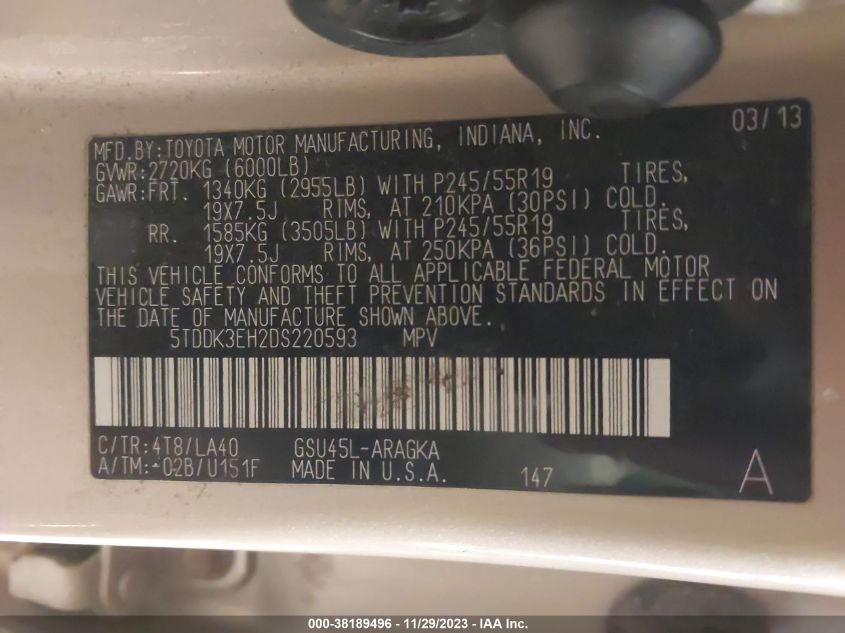 03/13
MFD.BY:TOYOTA MOTOR MANUFACTURING, INDIANA, INC.
GVWR:2720KG (6000LB)
GAWR:FRT. 1340KG (2955LB) WITH P245/55R19 TIRES,
19X7.5J RIMS, AT 210KPA (30PSI) COLD.
RR. 1585KG (3505LB) WITH P245/55R19 TIRES,
19X7.5J RIMS, AT 250KPA (36PSI) COLD.
THIS VEHICLE CONFORMS TO ALL APPLICABLE FEDERAL MOTOR
VEHICLE SAFETY AND THEFT PREVENTION STANDARDS IN EFFECT ON
THE DATE OF MANUFACTURE SHOWN ABOVE.
5TDDK3EH2DS220593 MPV
C/TR:4T8/LA40 GSU45L-ARAGKA
A/TM:-02B/U151F MADE IN U.S.A. 147 A
000-38189496 - 11/29/2023 - IAA Inc.